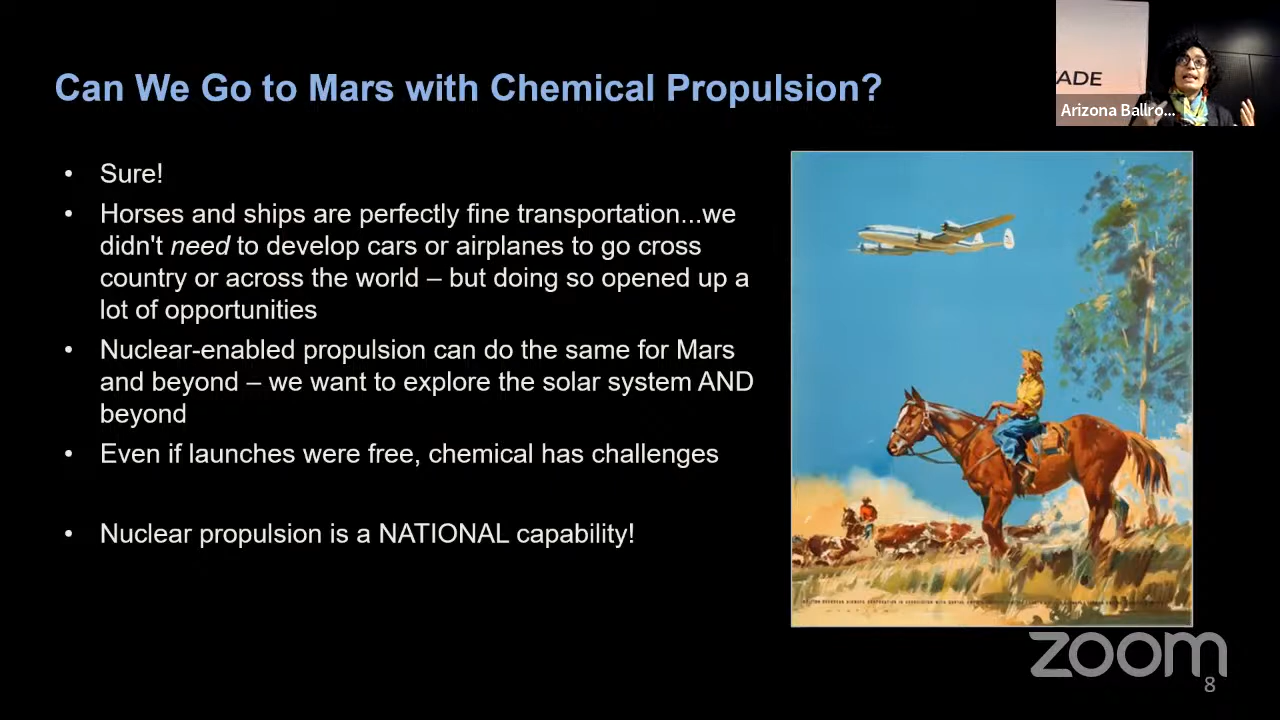 Can We Go to Mars with Chemical Propulsion?
ADE
Arizona Ballro...
• Sure!
• Horses and ships are perfectly fine transportation...we
didn't need to develop cars or airplanes to go cross
country or across the world – but doing so opened up a
lot of opportunities
• Nuclear-enabled propulsion can do the same for Mars
and beyond – we want to explore the solar system AND
beyond
• Even if launches were free, chemical has challenges
• Nuclear propulsion is a NATIONAL capability!
zoom
8